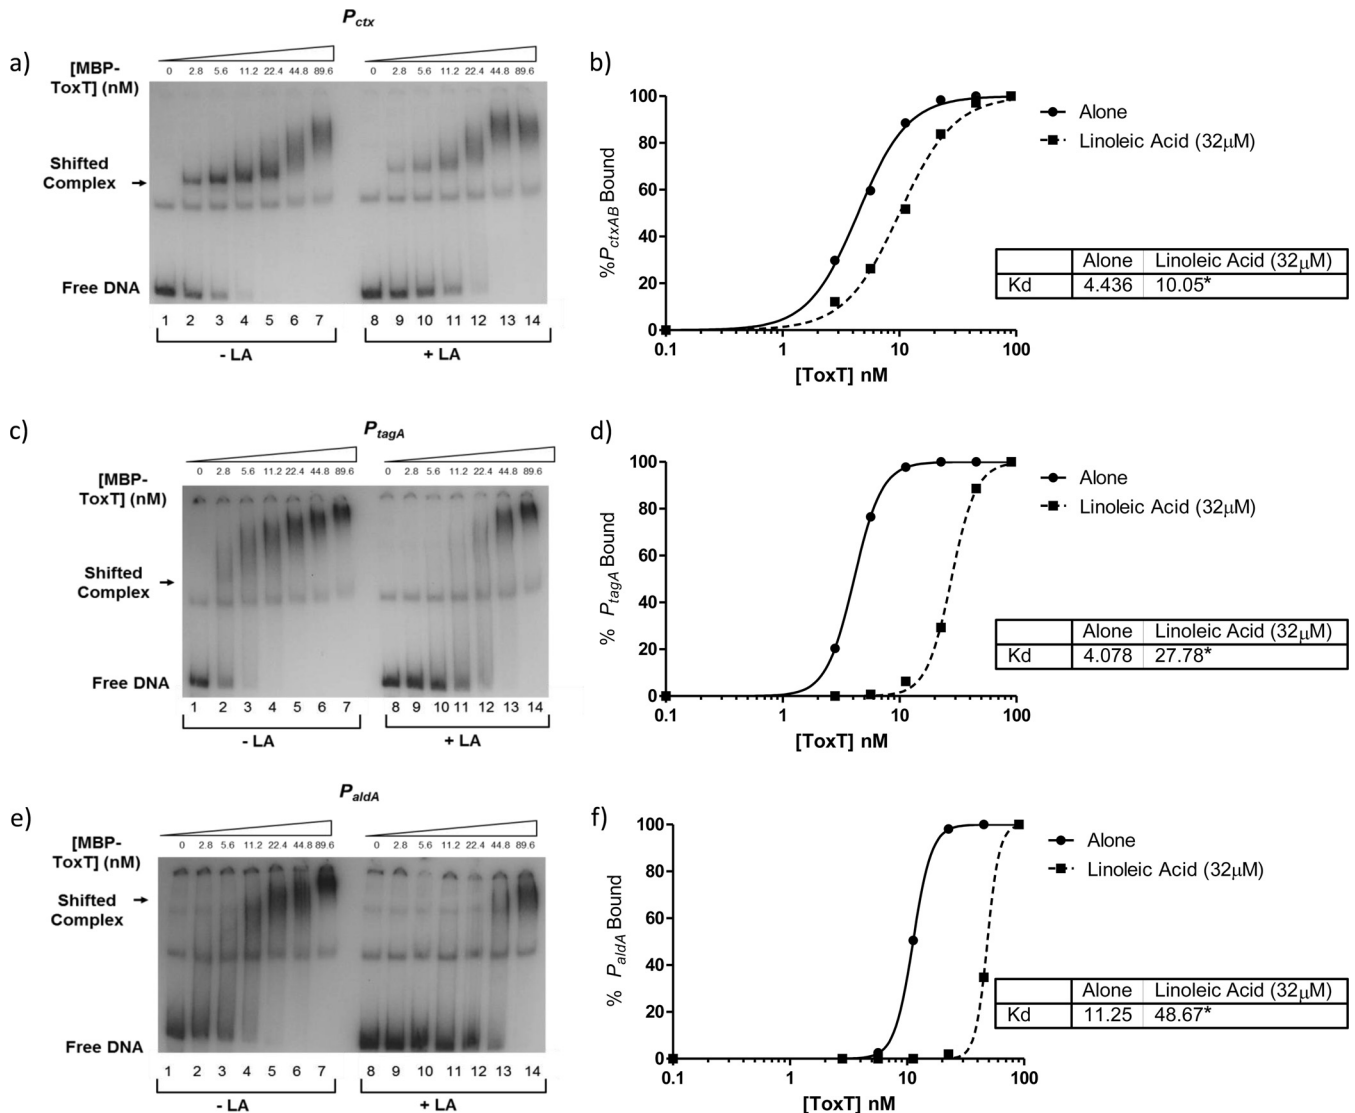 P ctx
a)
[MBP-
ToxT] (nM)
0 2.8 5.6 11.2 22.4 44.8 89.6 0 2.8 5.6 11.2 22.4 44.8 89.6
Shifted
Complex
Free DNA
1 2 3 4 5 6 7 8 9 10 11 12 13 14
- LA + LA
b)
100
80
60
40
20
0
%PctxAB Bound
0.1 1 10 100
[ToxT] nM
Alone
Linoleic Acid (32µM)
Alone Linoleic Acid (32µM)
Kd 4.436 10.05*
c)
PtagA
[MBP-
ToxT] (nM)
0 2.8 5.6 11.2 22.4 44.8 89.6 0 2.8 5.6 11.2 22.4 44.8 89.6
Shifted
Complex
Free DNA
1 2 3 4 5 6 7 8 9 10 11 12 13 14
- LA + LA
d)
100
80
60
40
20
0
% PtagA Bound
0.1 1 10 100
[ToxT] nM
Alone
Linoleic Acid (32µM)
Alone Linoleic Acid (32µM)
Kd 4.078 27.78*
PaldA
e)
[MBP-
ToxT] (nM)
0 2.8 5.6 11.2 22.4 44.8 89.6 0 2.8 5.6 11.2 22.4 44.8 89.6
Shifted
Complex
Free DNA
1 2 3 4 5 6 7 8 9 10 11 12 13 14
- LA + LA
f)
100
80
60
40
20
0
% PaldA Bound
0.1 1 10 100
[ToxT] nM
Alone
Linoleic Acid (32µM)
Alone Linoleic Acid (32µM)
Kd 11.25 48.67*